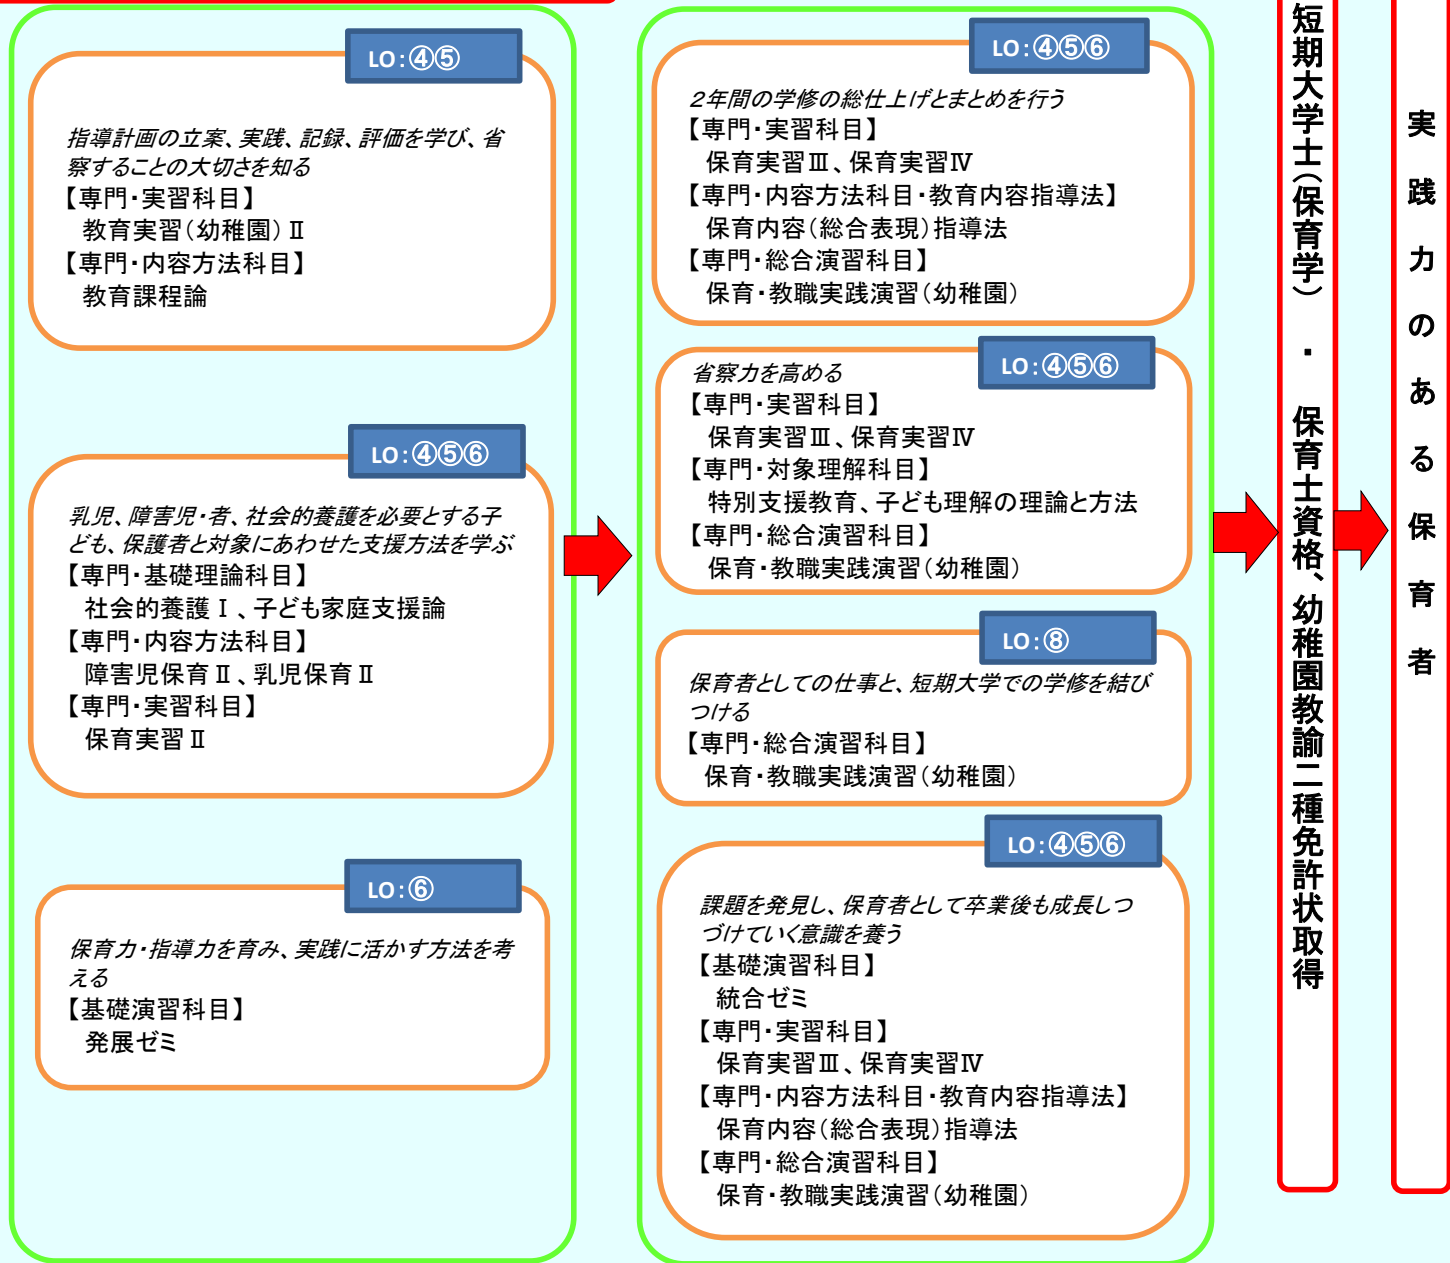 LO：④⑤
指導計画の立案、実践、記録、評価を学び、省
察することの大切さを知る
【専門・実習科目】
教育実習（幼稚園）Ⅱ
【専門・内容方法科目】
教育課程論
LO：④⑤⑥
乳児、障害児・者、社会的養護を必要とする子
ども、保護者と対象にあわせた支援方法を学ぶ
【専門・基礎理論科目】
社会的養護Ⅰ、子ども家庭支援論
【専門・内容方法科目】
障害児保育Ⅱ、乳児保育Ⅱ
【専門・実習科目】
保育実習Ⅱ
LO：⑥
保育力・指導力を育み、実践に活かす方法を考
える
【基礎演習科目】
発展ゼミ
LO：④⑤⑥
2年間の学修の総仕上げとまとめを行う
【専門・実習科目】
保育実習Ⅲ、保育実習Ⅳ
【専門・内容方法科目・教育内容指導法】
保育内容（総合表現）指導法
【専門・総合演習科目】
保育・教職実践演習（幼稚園）
LO：④⑤⑥
省察力を高める
【専門・実習科目】
保育実習Ⅲ、保育実習Ⅳ
【専門・対象理解科目】
特別支援教育、子ども理解の理論と方法
【専門・総合演習科目】
保育・教職実践演習（幼稚園）
LO：⑧
保育者としての仕事と、短期大学での学修を結び
つける
【専門・総合演習科目】
保育・教職実践演習（幼稚園）
LO：④⑤⑥
課題を発見し、保育者として卒業後も成長しつ
づけていく意識を養う
【基礎演習科目】
統合ゼミ
【専門・実習科目】
保育実習Ⅲ、保育実習Ⅳ
【専門・内容方法科目・教育内容指導法】
保育内容（総合表現）指導法
【専門・総合演習科目】
保育・教職実践演習（幼稚園）
短期大学士（保育学）　・　保育士資格、幼稚園教諭二種免許状取得
実践力のある保育者